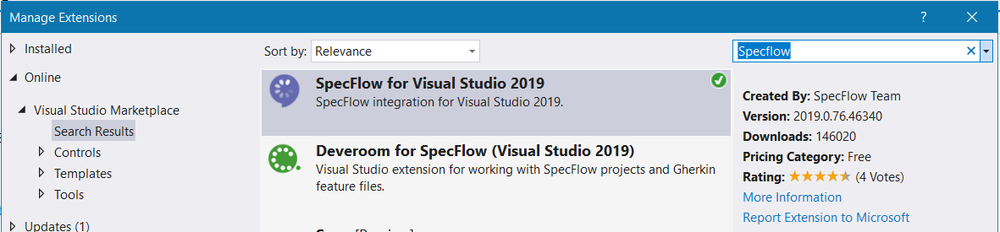 Manage Extensions
?
Installed
Online
Visual Studio Marketplace
Search Results
Controls
Templates
Tools
Updates (1)
Sort by: Relevance
SpecFlow for Visual Studio 2019
SpecFlow integration for Visual Studio 2019.
Deveroom for SpecFlow (Visual Studio 2019)
Visual Studio extension for working with SpecFlow projects and Gherkin
feature files.
Specflow
Created By: SpecFlow Team
Version: 2019.0.76.46340
Downloads: 146020
Pricing Category: Free
Rating: (4 Votes)
More Information
Report Extension to Microsoft